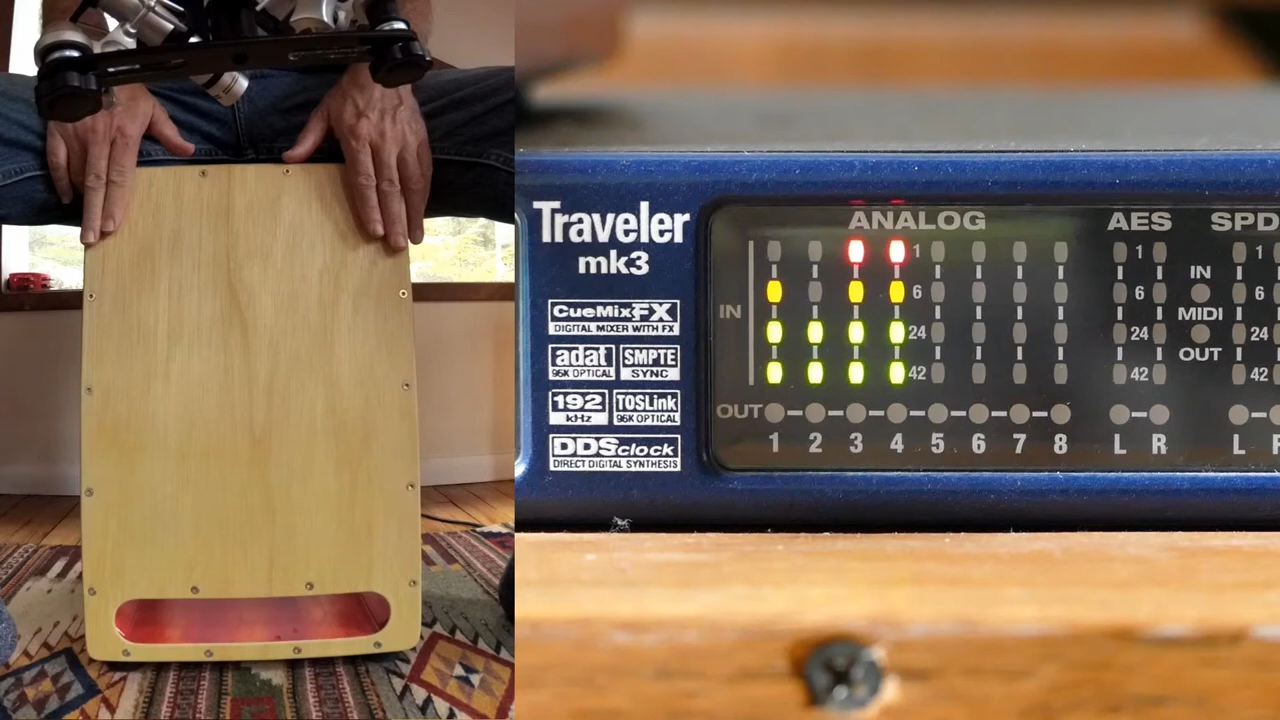 Traveler
mk3
CueMixFX
DIGITAL MIXER WITH FX
adat
96K OPTICAL
SMPTE
SYNC
192
kHz
TOSLink
96K OPTICAL
DDSclock
DIRECT DIGITAL SYNTHESIS
ANALOG
AES
SPD
IN
1
6
24
42
1
6
24
42
IN
MIDI
OUT
1
6
24
42
OUT
1 2 3 4 5 6 7 8
L R
L R